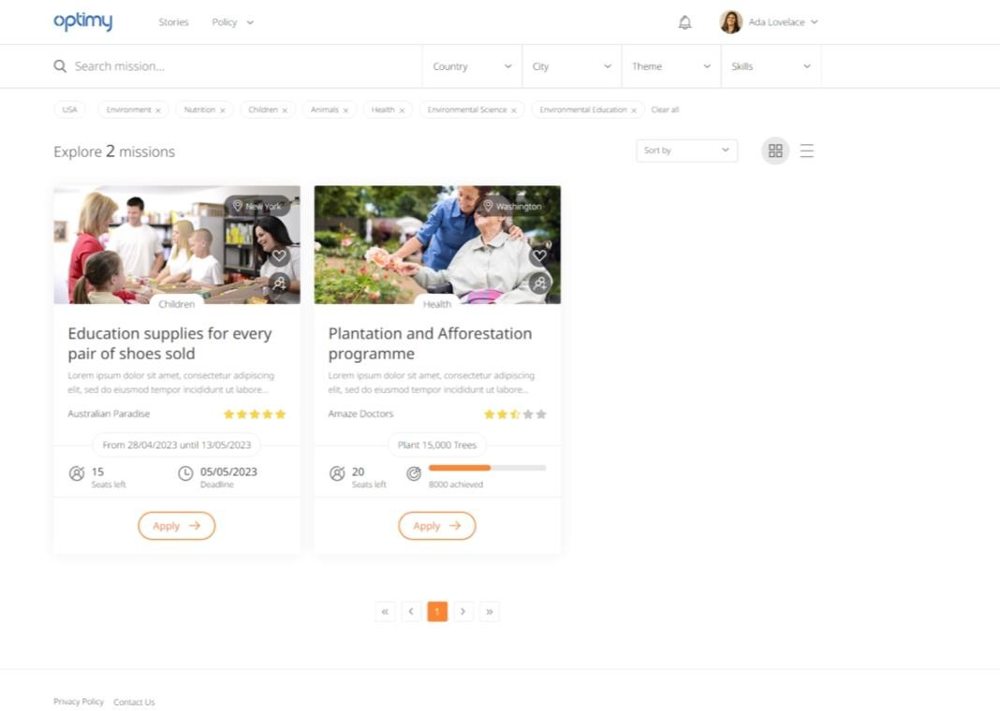 optimy
Stories
Policy
Ada Lovelace
Search mission...
Country
City
Theme
Skills
USA
Environment ×
Nutrition ×
Children ×
Animals ×
Health ×
Environmental Science ×
Environmental Education ×
Clear all
Explore 2 missions
Sort by
New York
Children
Education supplies for every
pair of shoes sold
Lorem ipsum dolor sit amet, consectetur adipiscing
elit, sed do eiusmod tempor incididunt ut labore...
Australian Paradise
From 28/04/2023 until 13/05/2023
15
Seats left
05/05/2023
Deadline
Apply →
Washington
Health
Plantation and Afforestation
programme
Lorem ipsum dolor sit amet, consectetur adipiscing
elit, sed do eiusmod tempor incididunt ut labore...
Amaze Doctors
Plant 15,000 Trees
20
Seats left
8000 achieved
Apply →
« ‹ 1 › »
Privacy Policy
Contact Us